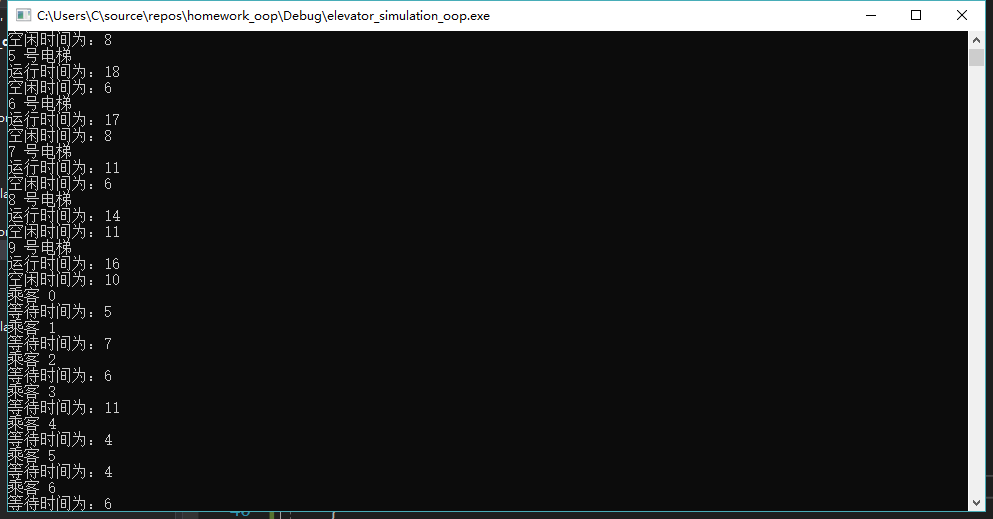 C:\Users\C\source\repos\homework_oop\Debug\elevator_simulation_oop.exe
空闲时间为：8
5 号电梯
运行时间为：18
空闲时间为：6
6 号电梯
运行时间为：17
空闲时间为：8
7 号电梯
运行时间为：11
空闲时间为：6
8 号电梯
运行时间为：14
空闲时间为：11
9 号电梯
运行时间为：16
空闲时间为：10
乘客 0
等待时间为：5
乘客 1
等待时间为：7
乘客 2
等待时间为：6
乘客 3
等待时间为：11
乘客 4
等待时间为：4
乘客 5
等待时间为：4
乘客 6
等待时间为：6